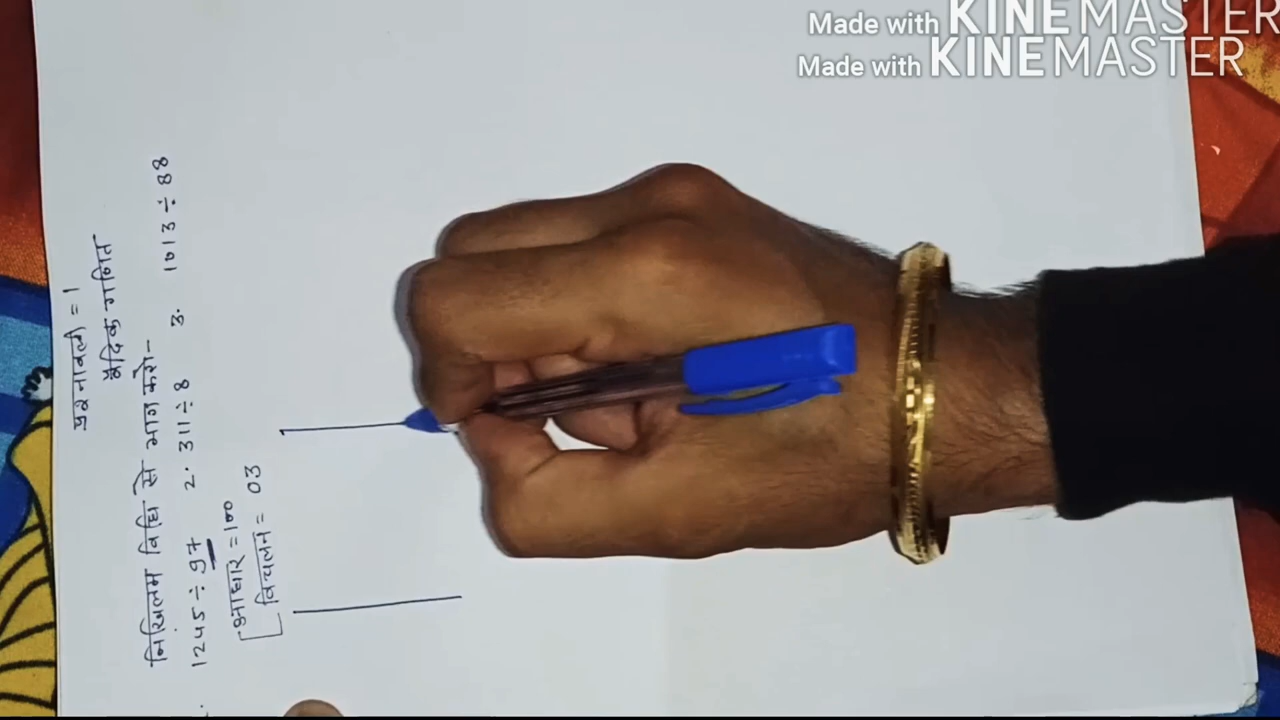 Made with KINEMASTER
Made with KINEMASTER
प्रश्नावली = 1
वैदिक गणित
निखिलम विधि से भाग करो-
1245 ÷ 97 2. 311 ÷ 8 3. 1013 ÷ 88
आधार = 100
विचलन = 03